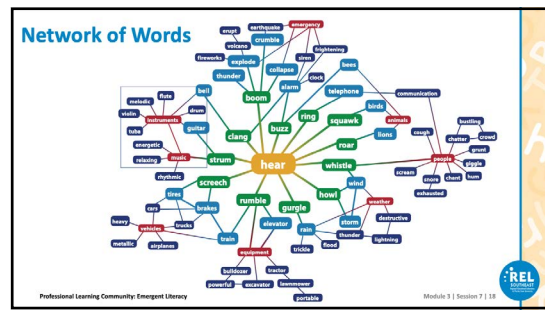 Network of Words
earthquake
emergency
erupt
crumble
volcano
frightening
fireworks
explode
siren
bees
collapse
thunder
clock
alarm
telephone
communication
melodic
flute
bell
boom
birds
violin
drum
ring
instruments
squawk
animals
bustling
guitar
buzz
cough
tuba
clang
lions
chatter
crowd
energetic
roar
grunt
music
strum
hear
whistle
people
relaxing
giggle
rhythmic
scream
hum
screech
wind
snore
chant
tires
howl
exhausted
rumble
weather
cars
brakes
gurgle
destructive
heavy
trucks
elevator
storm
vehicles
rain
thunder
lightning
metallic
airplanes
train
flood
equipment
trickle
bulldozer
tractor
powerful
excavator
lawnmower
portable
REL
SOUTHEAST
Professional Learning Community: Emergent Literacy
Module 3 | Session 7 | 18